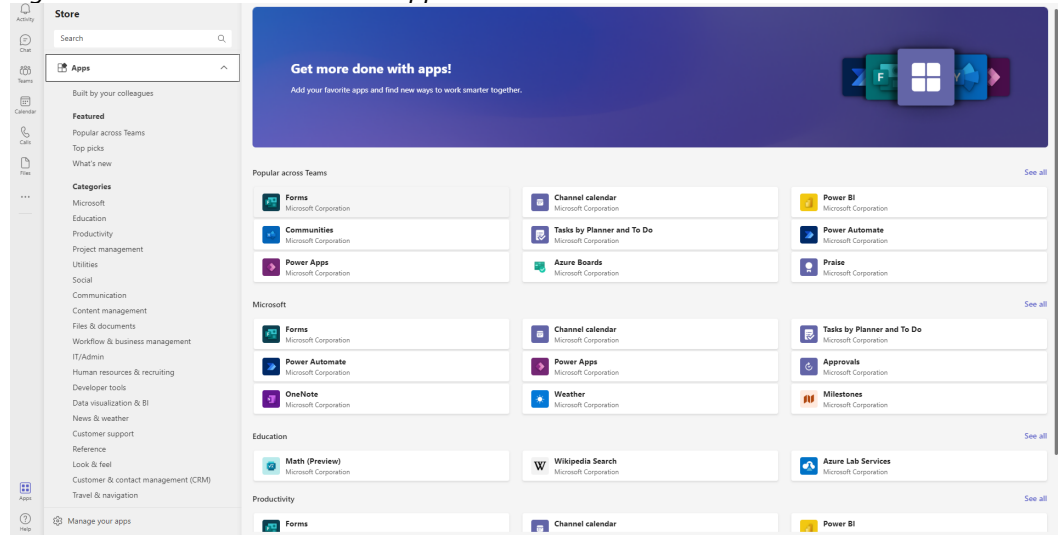 Activity
Chat
Teams
Calendar
Calls
Files
Apps
Help
Store
Search
Apps
Built by your colleagues
Featured
Popular across Teams
Top picks
What's new
Categories
Microsoft
Education
Productivity
Project management
Utilities
Social
Communication
Content management
Files & documents
Workflow & business management
IT/Admin
Human resources & recruiting
Developer tools
Data visualization & BI
News & weather
Customer support
Reference
Look & feel
Customer & contact management (CRM)
Travel & navigation
Manage your apps
Get more done with apps!
Add your favorite apps and find new ways to work smarter together.
Popular across Teams See all
Forms
Microsoft Corporation
Channel calendar
Microsoft Corporation
Power BI
Microsoft Corporation
Communities
Microsoft Corporation
Tasks by Planner and To Do
Microsoft Corporation
Power Automate
Microsoft Corporation
Power Apps
Microsoft Corporation
Azure Boards
Microsoft Corporation
Praise
Microsoft Corporation
Microsoft See all
Forms
Microsoft Corporation
Channel calendar
Microsoft Corporation
Tasks by Planner and To Do
Microsoft Corporation
Power Automate
Microsoft Corporation
Power Apps
Microsoft Corporation
Approvals
Microsoft Corporation
OneNote
Microsoft Corporation
Weather
Microsoft Corporation
Milestones
Microsoft Corporation
Education See all
Math (Preview)
Microsoft Corporation
Wikipedia Search
Microsoft Corporation
Azure Lab Services
Microsoft Corporation
Productivity See all
Forms
Microsoft Corporation
Channel calendar
Microsoft Corporation
Power BI
Microsoft Corporation